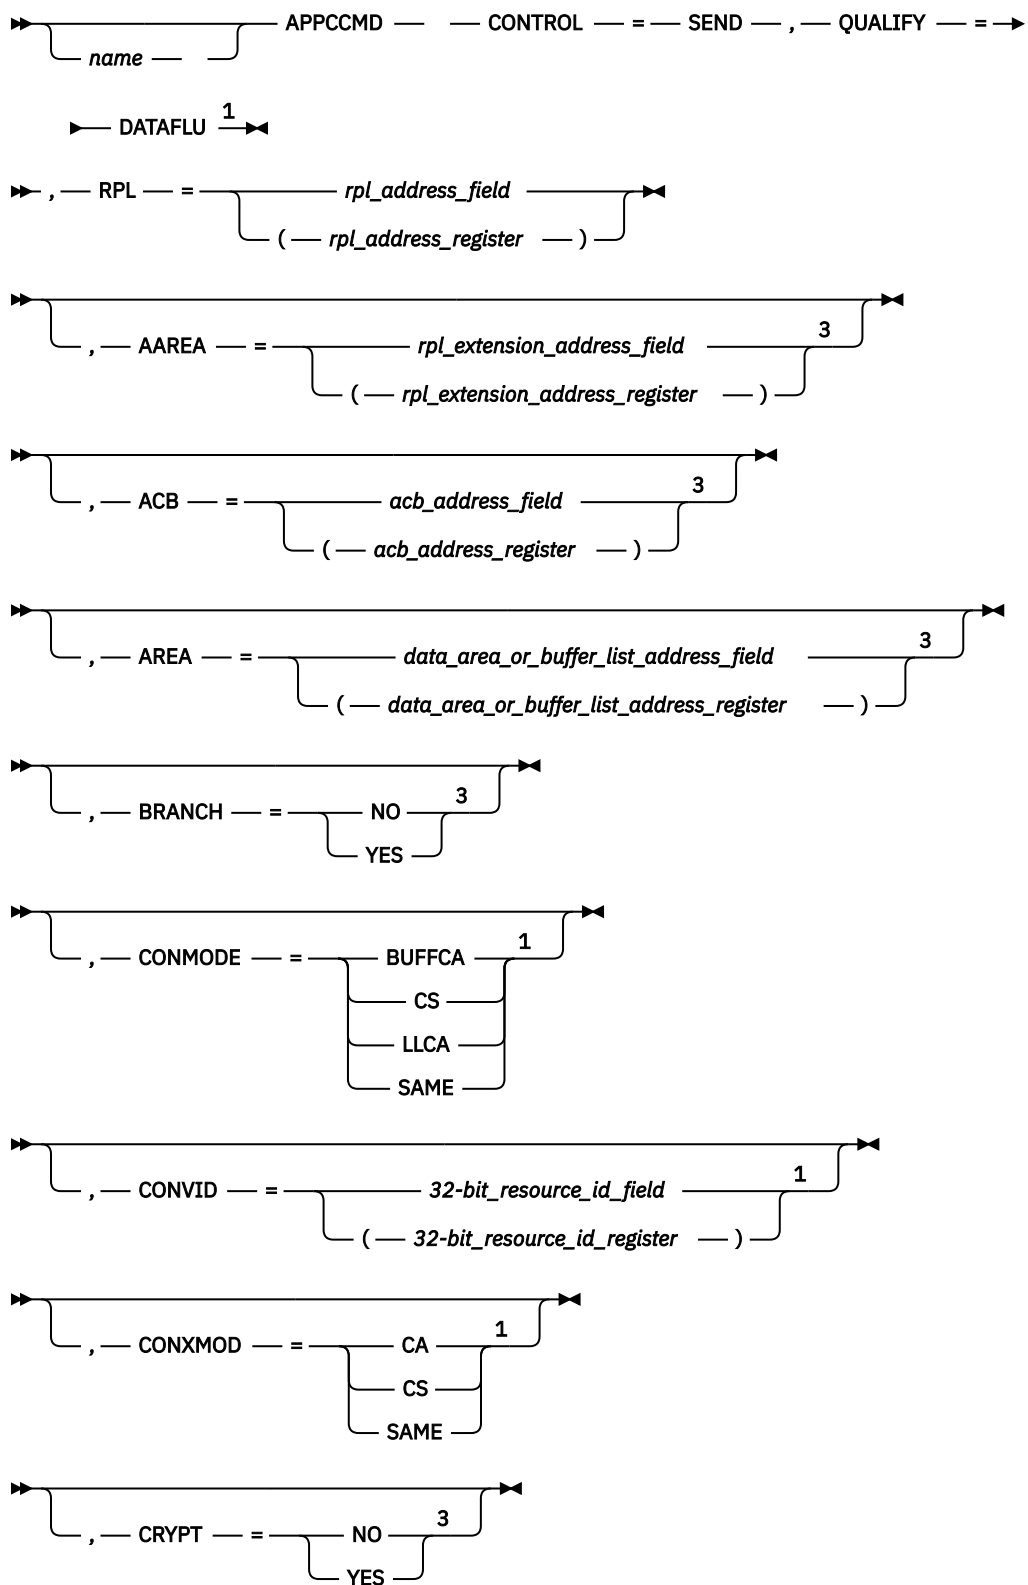 APPCCMD CONTROL = SEND , QUALIFY =
name
DATAFLU 1
, RPL = rpl_address_field
( rpl_address_register )
, AAREA = rpl_extension_address_field 3
( rpl_extension_address_register )
, ACB = acb_address_field 3
( acb_address_register )
, AREA = data_area_or_buffer_list_address_field 3
( data_area_or_buffer_list_address_register )
, BRANCH = NO 3
YES
, CONMODE = BUFFCA 1
CS
LLCA
SAME
, CONVID = 32-bit_resource_id_field 1
( 32-bit_resource_id_register )
, CONXMOD = CA 1
CS
SAME
, CRYPT = NO 3
YES